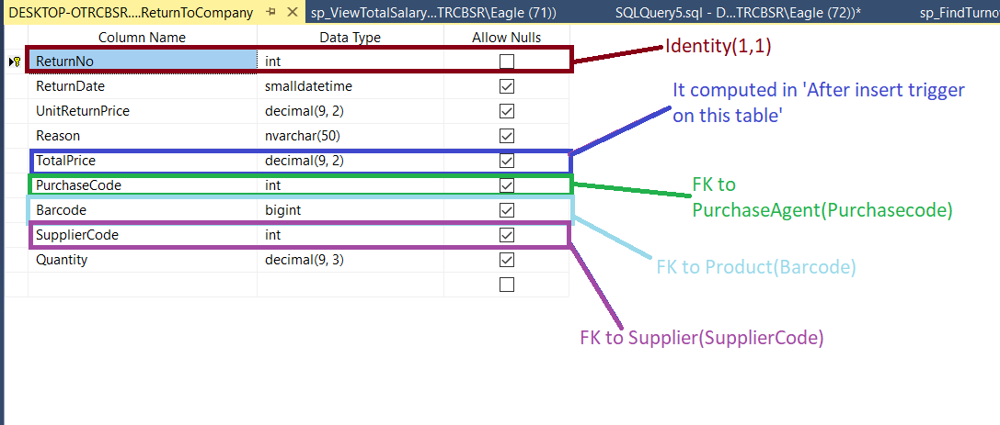 DESKTOP-OTRCBSR....ReturnToCompany sp_ViewTotalSalary...TRCBSR\Eagle (71)) SQLQuery5.sql - D...TRCBSR\Eagle (72))* sp_FindTurno
Column Name Data Type Allow Nulls
ReturnNo int
Identity(1,1)
ReturnDate smalldatetime
It computed in 'After insert trigger
on this table'
UnitReturnPrice decimal(9, 2)
Reason nvarchar(50)
TotalPrice decimal(9, 2)
PurchaseCode int
FK to
PurchaseAgent(Purchasecode)
Barcode bigint
SupplierCode int
Quantity decimal(9, 3)
FK to Product(Barcode)
FK to Supplier(SupplierCode)